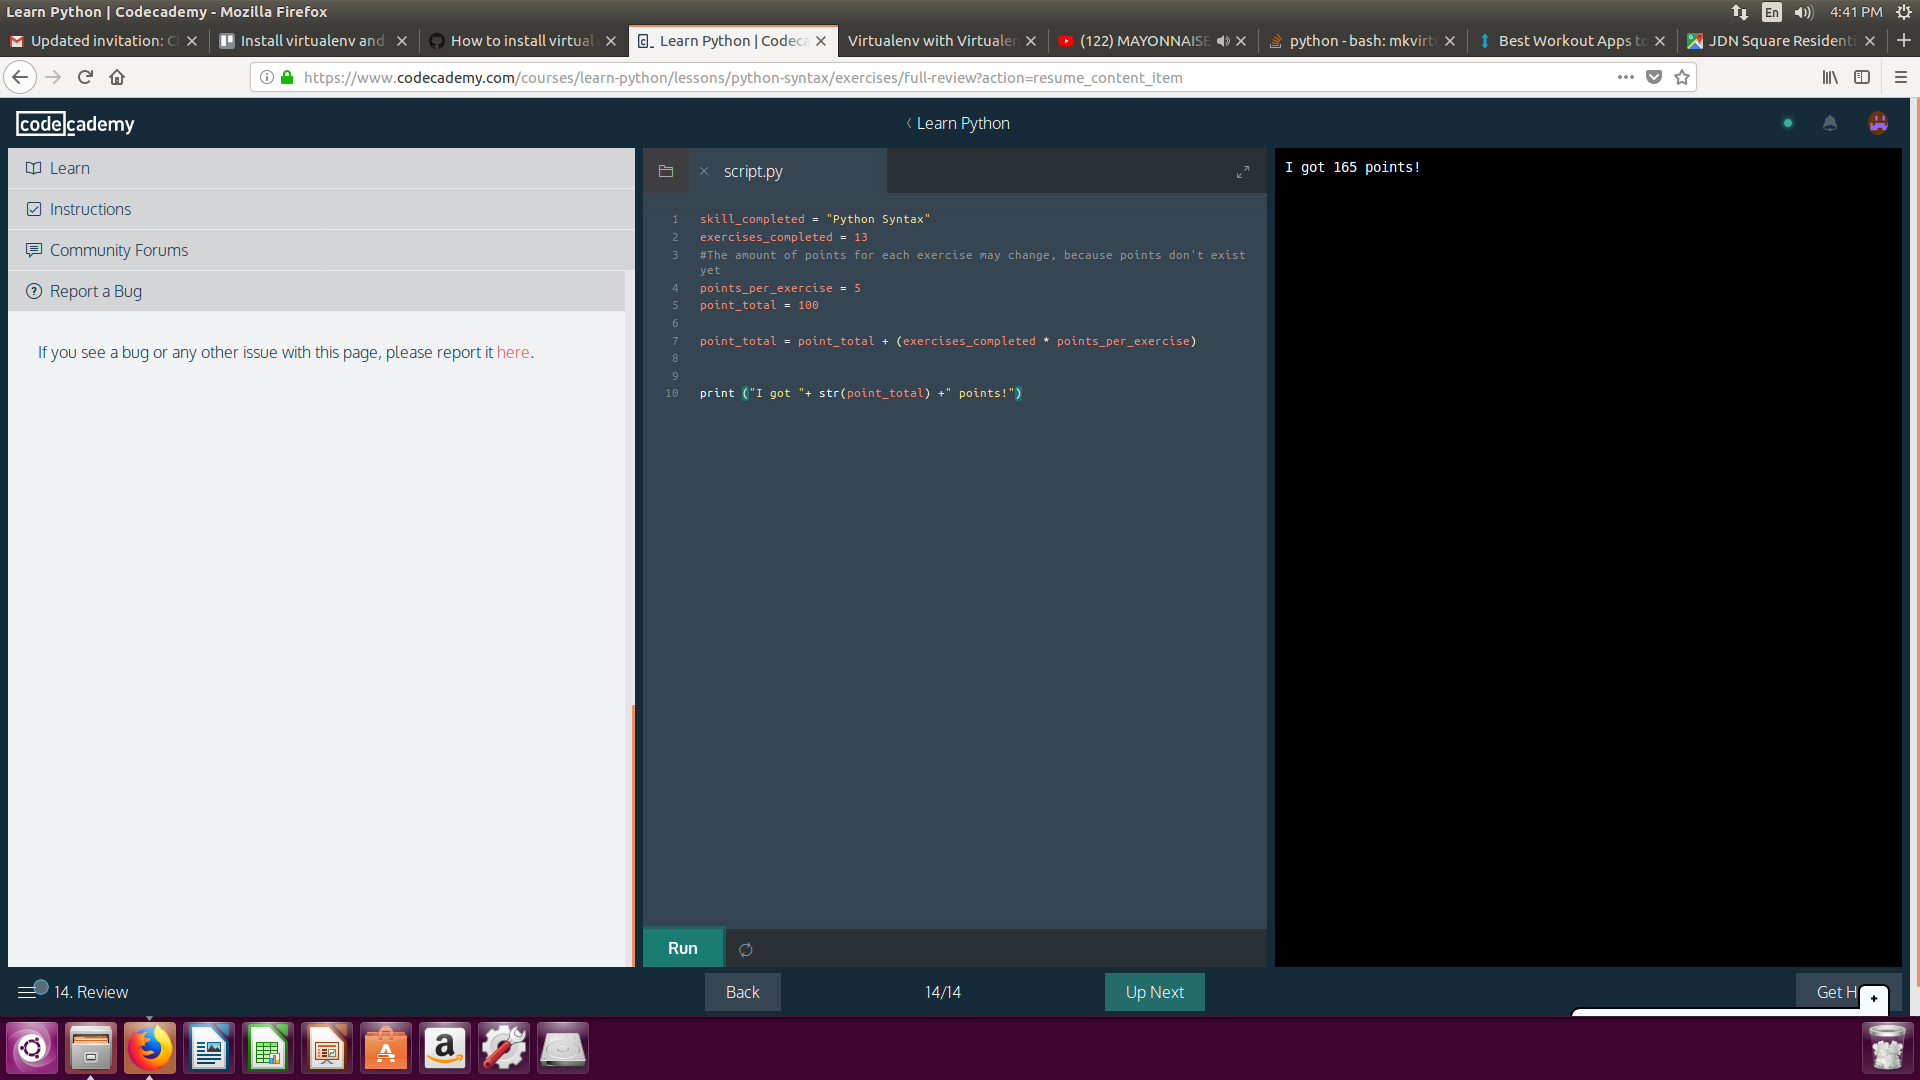 Learn Python | Codecademy - Mozilla Firefox
En
4:41 PM
Updated invitation: C
Install virtualenv and
How to install virtual
Learn Python | Codeca
Virtualenv with Virtualen
(122) MAYONNAISE
python - bash: mkvirtu
Best Workout Apps to
JDN Square Residenti
https://www.codecademy.com/courses/learn-python/lessons/python-syntax/exercises/full-review?action=resume_content_item
codecademy
Learn Python
Learn
Instructions
Community Forums
Report a Bug
If you see a bug or any other issue with this page, please report it here.
script.py
1 skill_completed = "Python Syntax"
2 exercises_completed = 13
3 #The amount of points for each exercise may change, because points don't exist
yet
4 points_per_exercise = 5
5 point_total = 100
6
7 point_total = point_total + (exercises_completed * points_per_exercise)
8
9
10 print ("I got "+ str(point_total) +" points!")
I got 165 points!
Run
14. Review
Back
14/14
Up Next
Get H